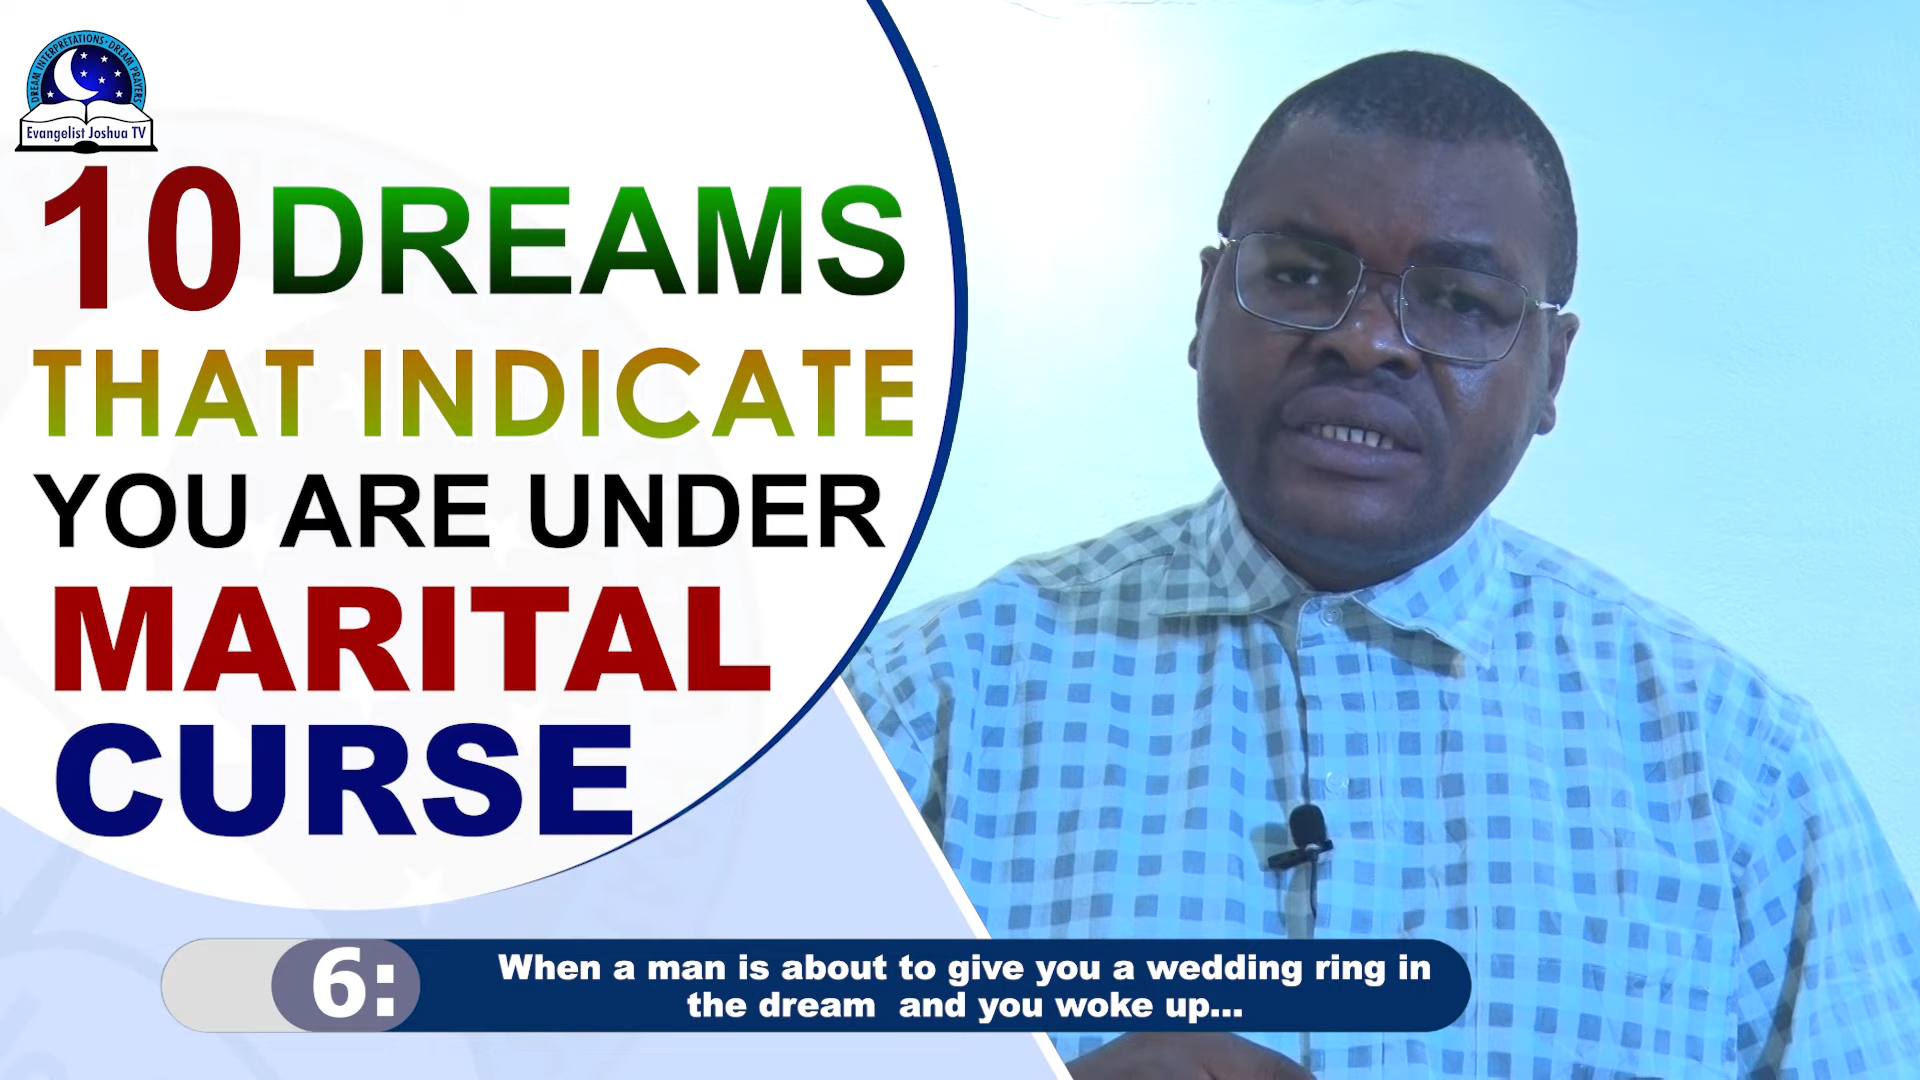 DREAM INTERPRETATIONS • DREAM PRAYERS
Evangelist Joshua TV
10 DREAMS
THAT INDICATE
YOU ARE UNDER
MARITAL
CURSE
6:
When a man is about to give you a wedding ring in
the dream and you woke up...